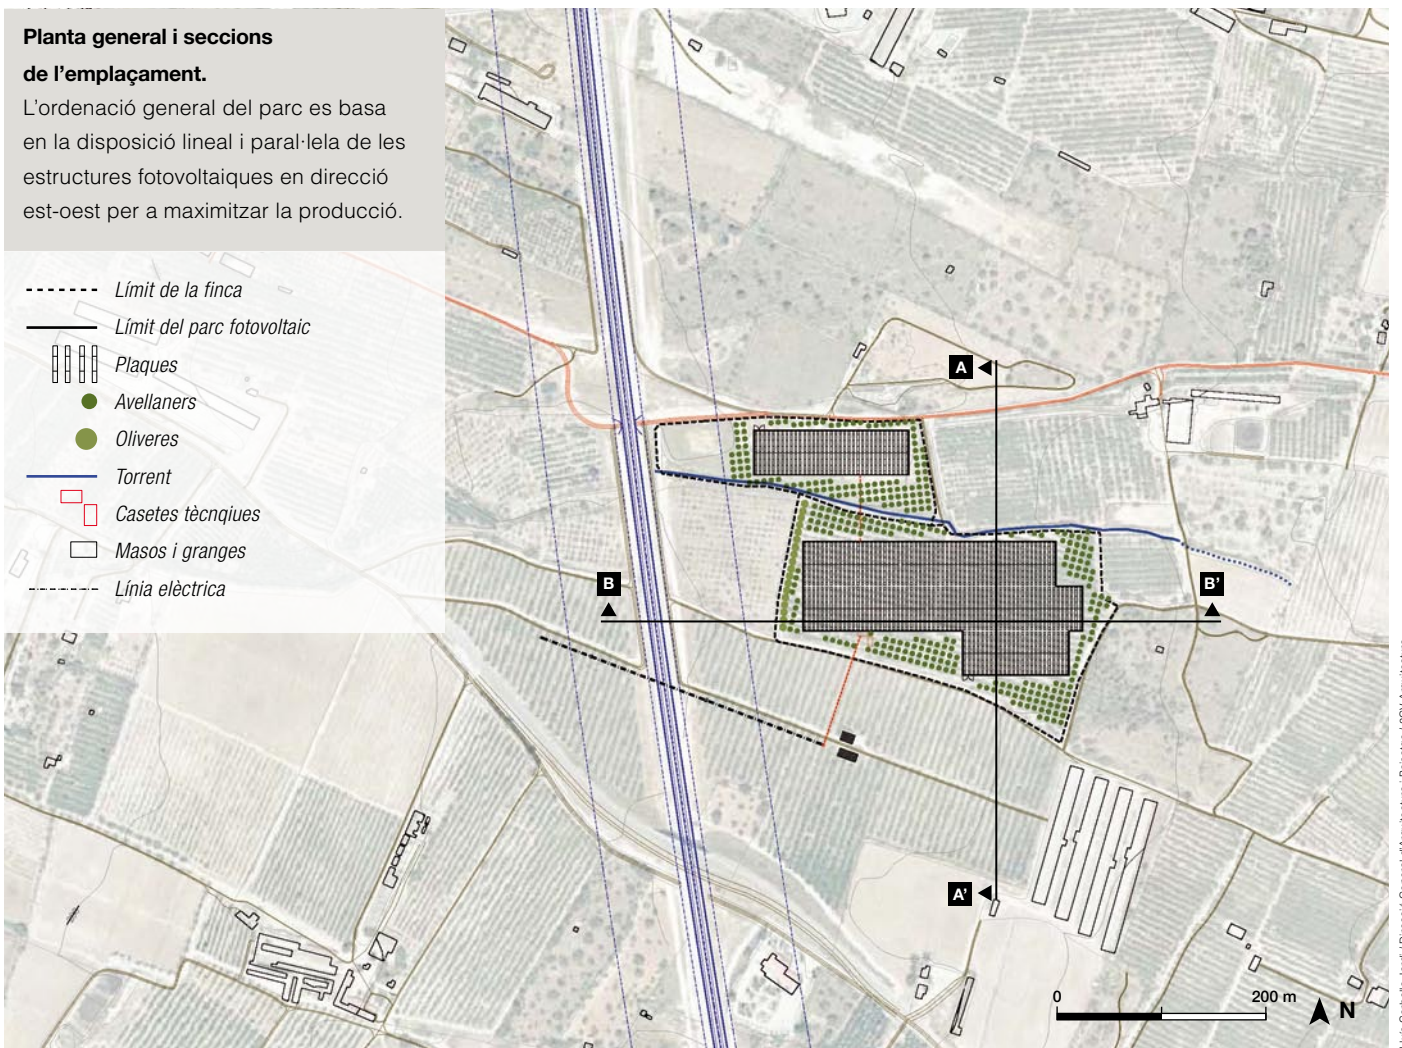 Planta general i seccions
de l'emplaçament.
L'ordenació general del parc es basa
en la disposició lineal i paral·lela de les
estructures fotovoltaiques en direcció
est-oest per a maximitzar la producció.
Límit de la finca
Límit del parc fotovoltaic
Plaques
Avellaners
Oliveres
Torrent
Casetes tècnqiues
Masos i granges
Línia elèctrica
A
B
B'
A'
0
200 m
N